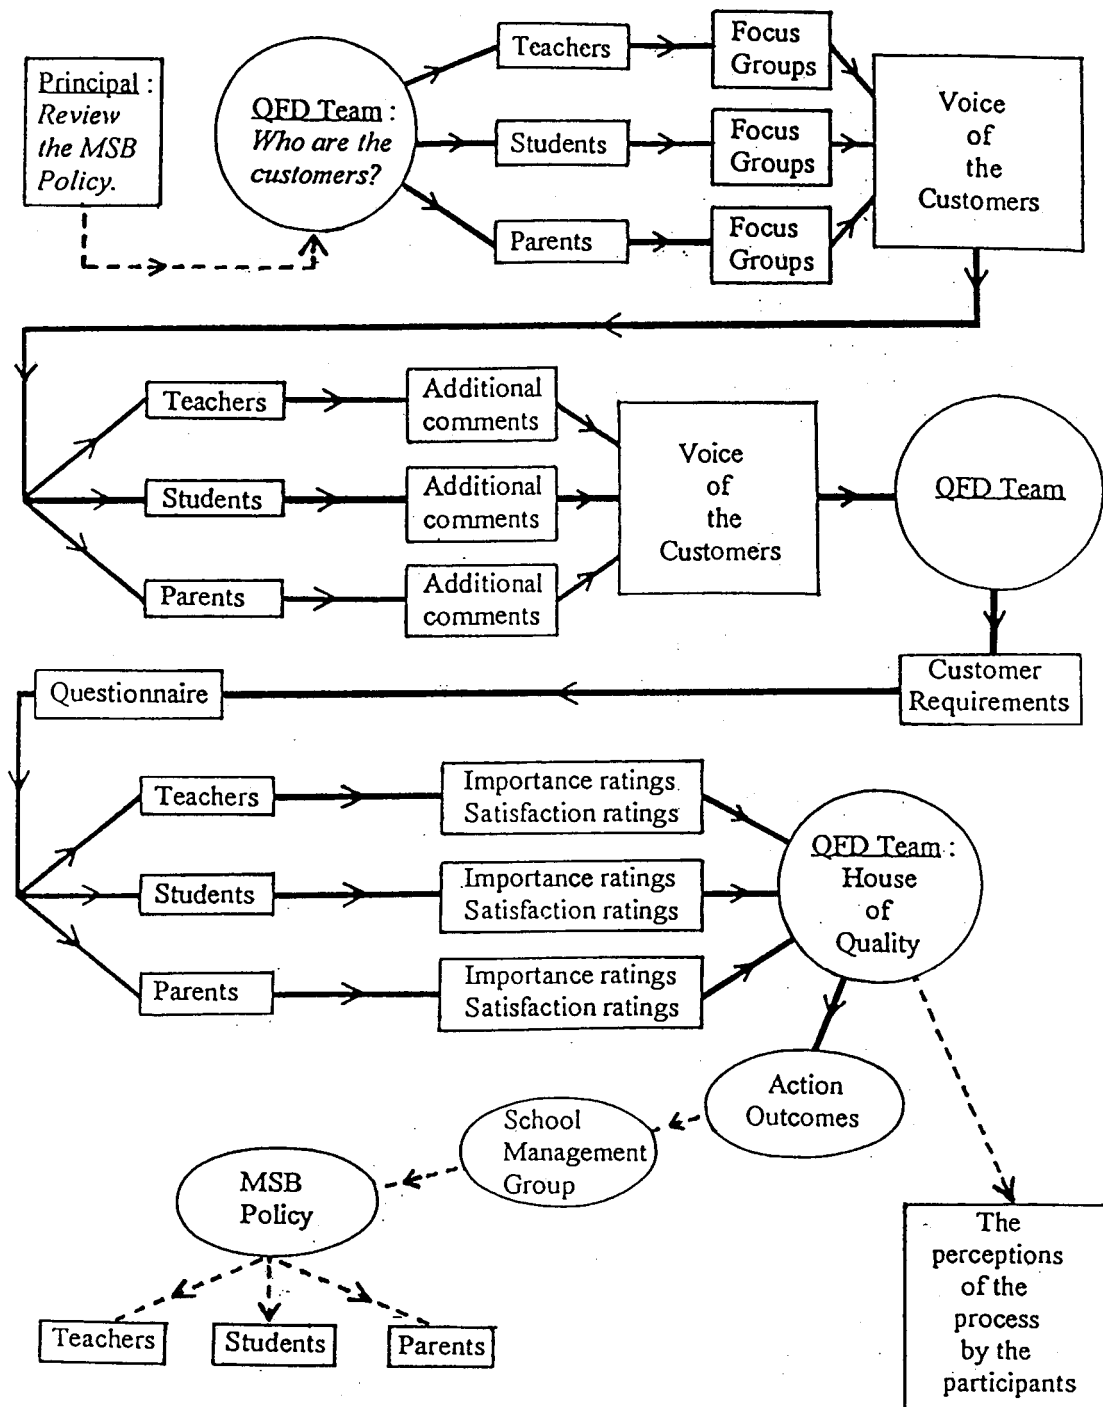 Principal :
Review
the MSB
Policy.
QFD Team :
Who are the
customers?
Teachers
Focus
Groups
Students
Focus
Groups
Parents
Focus
Groups
Voice
of
the
Customers
Teachers
Additional
comments
Students
Additional
comments
Parents
Additional
comments
Voice
of
the
Customers
QFD Team
Customer
Requirements
Questionnaire
Teachers
Importance ratings
Satisfaction ratings
Students
Importance ratings
Satisfaction ratings
Parents
Importance ratings
Satisfaction ratings
QFD Team :
House
of
Quality
Action
Outcomes
School
Management
Group
MSB
Policy
Teachers
Students
Parents
The
perceptions
of the
process
by the
participants